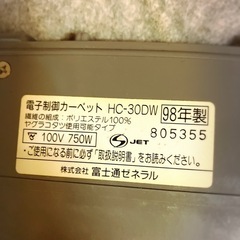 電子制御カーペット HC-30DW 98年製
繊維の組成:ポリエステル100%
ヤグラコタツ使用可能タイプ
805355
100V 750W
S JET
・ご使用になる前に必ず「取扱説明書」をお読みください。
株式会社 富士通ゼネラル